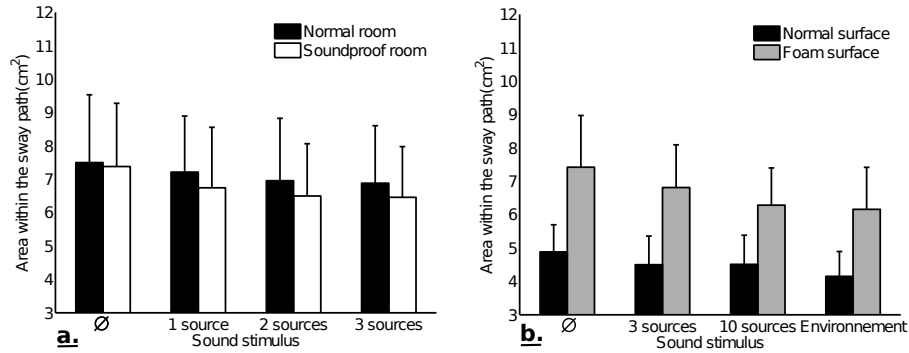 12
11
10
9
8
7
6
5
4
3
Area within the sway path(cm²)
Normal room
Soundproof room
∅ 1 source 2 sources 3 sources
Sound stimulus
a.
12
11
10
9
8
7
6
5
4
3
Area within the sway path(cm²)
Normal surface
Foam surface
∅ 3 sources 10 sources Environnement
Sound stimulus
b.